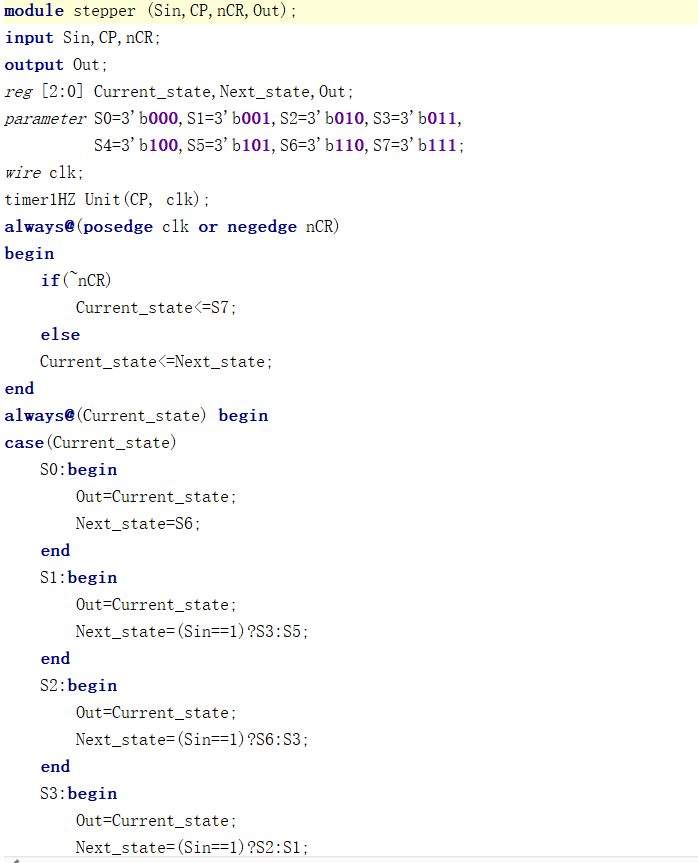 module stepper (Sin,CP,nCR,Out);
input Sin,CP,nCR;
output Out;
reg [2:0] Current_state,Next_state,Out;
parameter S0=3'b000,S1=3'b001,S2=3'b010,S3=3'b011,
S4=3'b100,S5=3'b101,S6=3'b110,S7=3'b111;
wire clk;
timer1HZ Unit(CP, clk);
always@(posedge clk or negedge nCR)
begin
if(~nCR)
Current_state<=S7;
else
Current_state<=Next_state;
end
always@(Current_state) begin
case(Current_state)
S0:begin
Out=Current_state;
Next_state=S6;
end
S1:begin
Out=Current_state;
Next_state=(Sin==1)?S3:S5;
end
S2:begin
Out=Current_state;
Next_state=(Sin==1)?S6:S3;
end
S3:begin
Out=Current_state;
Next_state=(Sin==1)?S2:S1;